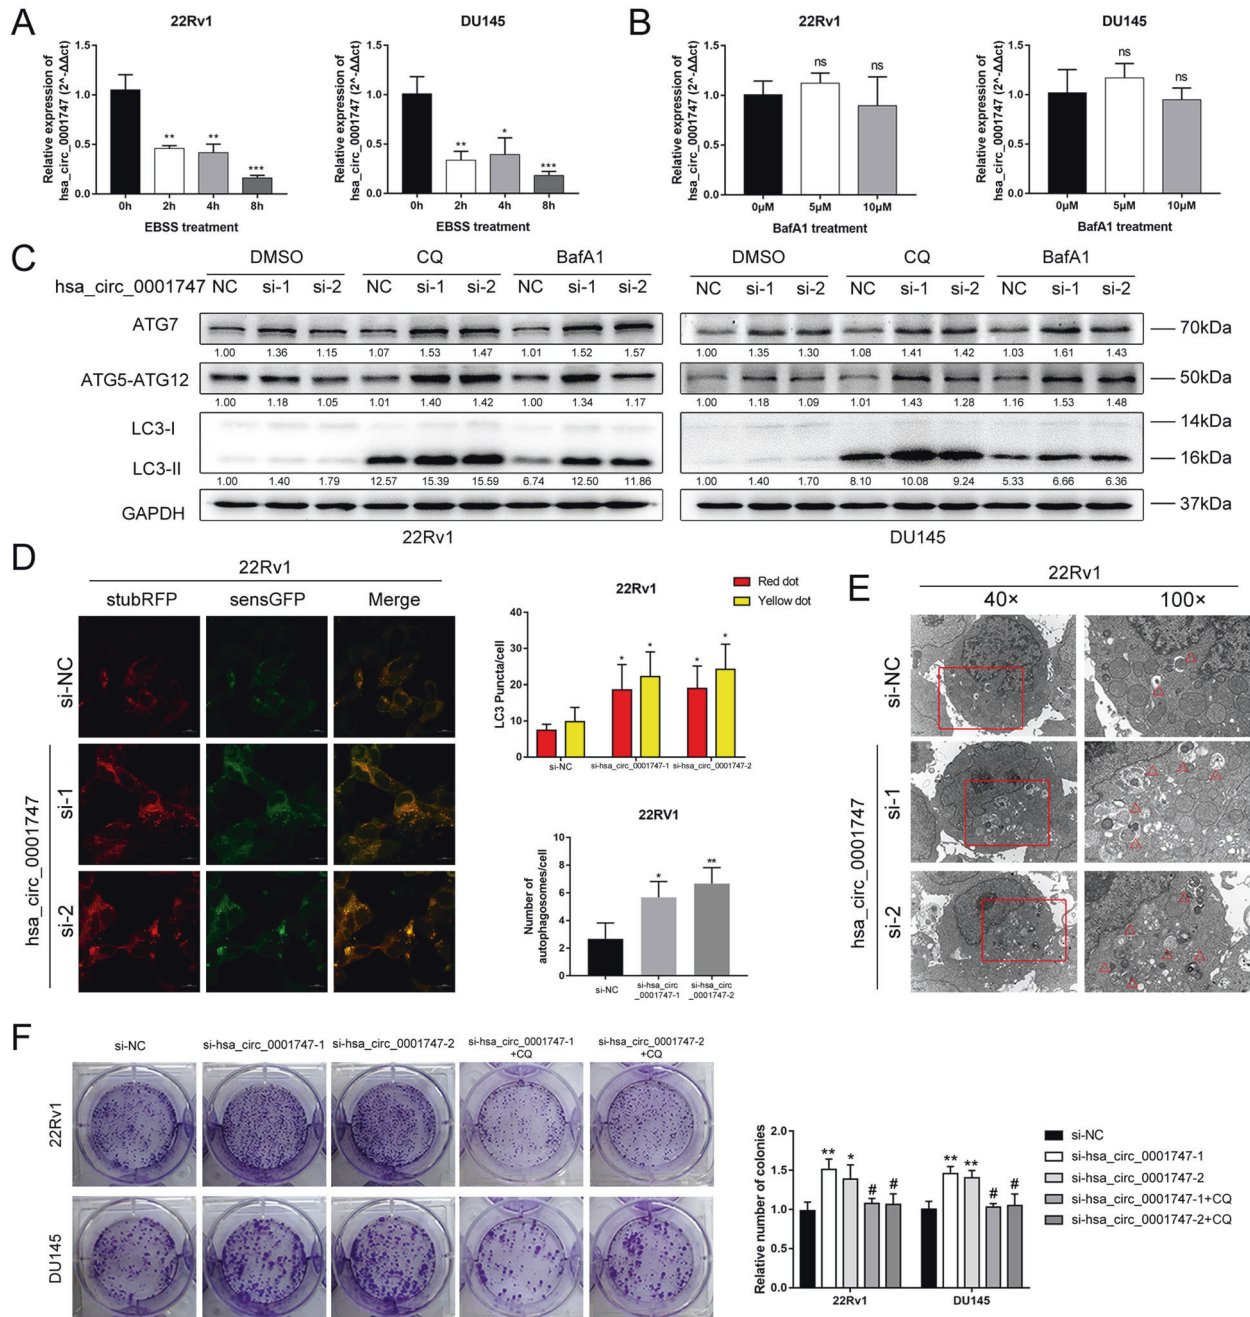 A
22Rv1
Relative expression of
hsa_circ_0001747 (2^-ΔΔct)
1.5
1.0
0.5
0.0
**
**
***
0h 2h 4h 8h
EBSS treatment
DU145
Relative expression of
hsa_circ_0001747 (2^-ΔΔct)
1.5
1.0
0.5
0.0
**
*
***
0h 2h 4h 8h
EBSS treatment
B
22Rv1
Relative expression of
hsa_circ_0001747 (2^-ΔΔct)
1.5
1.0
0.5
0.0
ns
ns
0μM 5μM 10μM
BafA1 treatment
DU145
Relative expression of
hsa_circ_0001747 (2^-ΔΔct)
1.5
1.0
0.5
0.0
ns
ns
0μM 5μM 10μM
BafA1 treatment
C
DMSO CQ BafA1 DMSO CQ BafA1
hsa_circ_0001747 NC si-1 si-2 NC si-1 si-2 NC si-1 si-2 NC si-1 si-2 NC si-1 si-2 NC si-1 si-2
ATG7 70kDa
1.00 1.36 1.15 1.07 1.53 1.47 1.01 1.52 1.57 1.00 1.35 1.30 1.08 1.41 1.42 1.03 1.61 1.43
ATG5-ATG12 50kDa
1.00 1.18 1.05 1.01 1.40 1.42 1.00 1.34 1.17 1.00 1.18 1.09 1.01 1.43 1.28 1.16 1.53 1.48
LC3-I 14kDa
LC3-II 16kDa
1.00 1.40 1.79 12.57 15.39 15.59 6.74 12.50 11.86 1.00 1.40 1.70 8.10 10.08 9.24 5.33 6.66 6.36
GAPDH 37kDa
22Rv1 DU145
D
22Rv1
stubRFP sensGFP Merge
si-NC
hsa_circ_0001747
si-1
si-2
Red dot
Yellow dot
22Rv1
LC3 Puncta/cell
40
30
20
10
0
* * * *
si-NC si-hsa_circ_0001747-1 si-hsa_circ_0001747-2
22RV1
Number of
autophagosomes/cell
10
8
6
4
2
0
*
**
si-NC si-hsa_circ si-hsa_circ
_0001747-1 _0001747-2
E
22Rv1
40× 100×
si-NC
hsa_circ_0001747
si-1
si-2
F
si-NC si-hsa_circ_0001747-1 si-hsa_circ_0001747-2 si-hsa_circ_0001747-1 si-hsa_circ_0001747-2
+CQ +CQ
22Rv1
DU145
Relative number of colonies
2.0
1.5
1.0
0.5
0.0
** * # # ** ** # #
22Rv1 DU145
si-NC
si-hsa_circ_0001747-1
si-hsa_circ_0001747-2
si-hsa_circ_0001747-1+CQ
si-hsa_circ_0001747-2+CQ